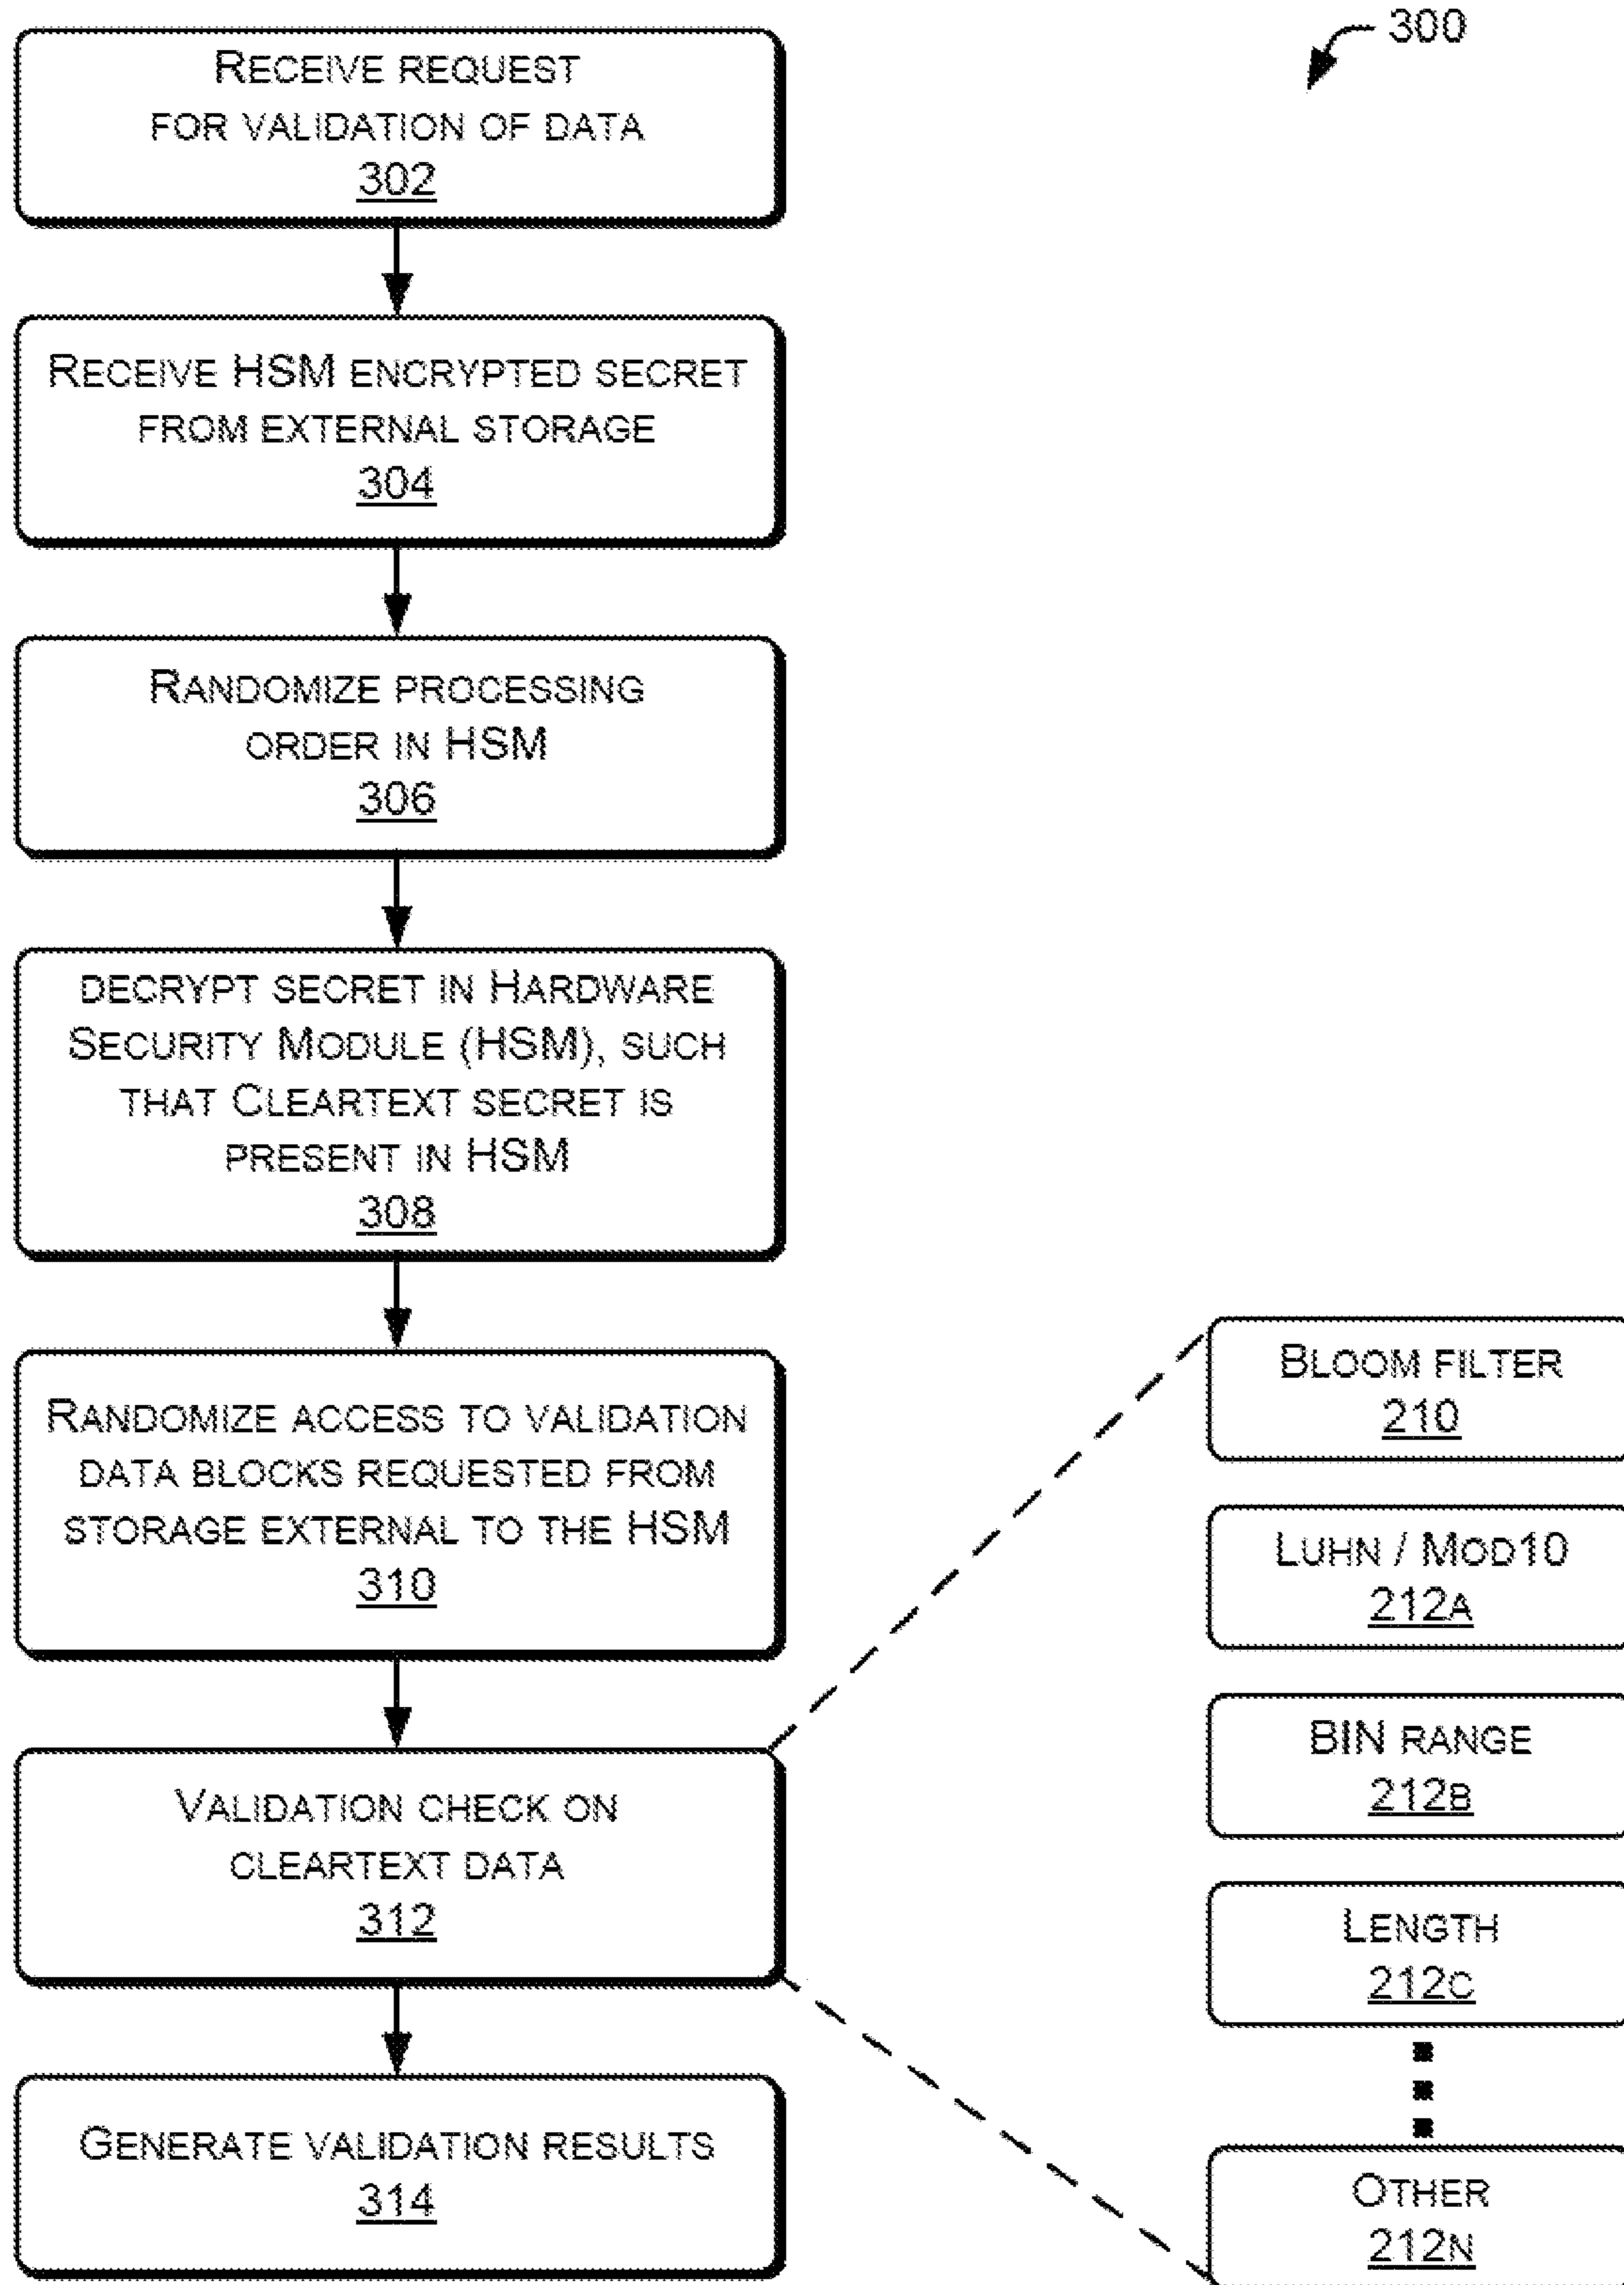 300
RECEIVE REQUEST
FOR VALIDATION OF DATA
302
RECEIVE HSM ENCRYPTED SECRET
FROM EXTERNAL STORAGE
304
RANDOMIZE PROCESSING
ORDER IN HSM
306
DECRYPT SECRET IN HARDWARE
SECURITY MODULE (HSM), SUCH
THAT CLEARTEXT SECRET IS
PRESENT IN HSM
308
RANDOMIZE ACCESS TO VALIDATION
DATA BLOCKS REQUESTED FROM
STORAGE EXTERNAL TO THE HSM
310
VALIDATION CHECK ON
CLEARTEXT DATA
312
GENERATE VALIDATION RESULTS
314
BLOOM FILTER
210
LUHN / MOD10
212A
BIN RANGE
212B
LENGTH
212C
OTHER
212N